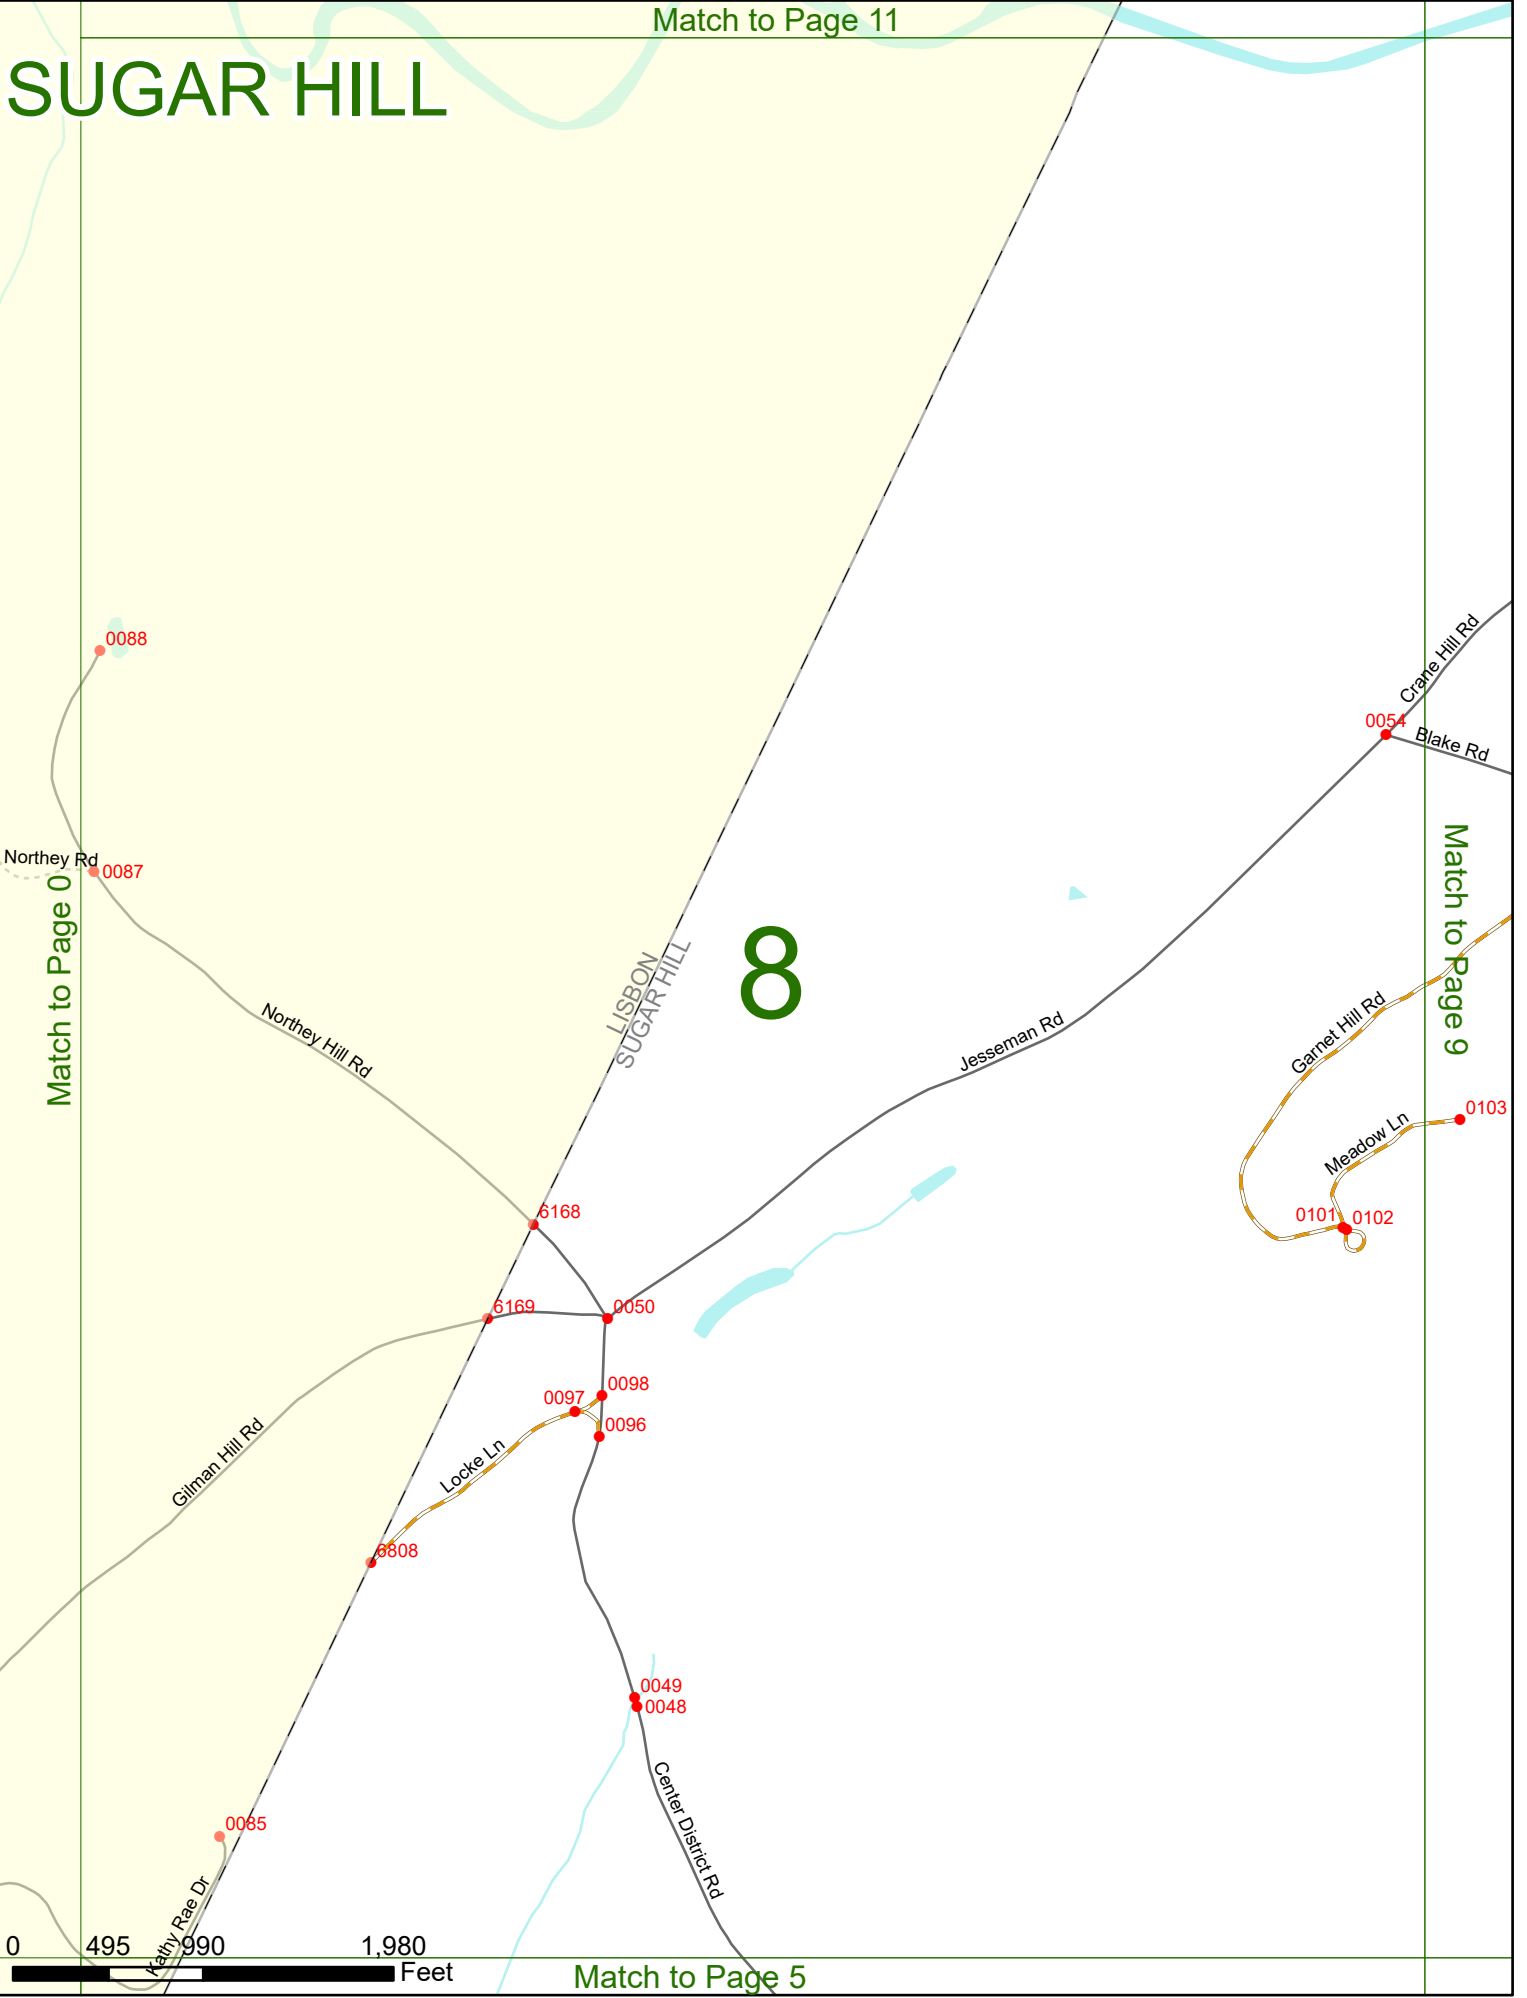 Match to Page 11
SUGAR HILL
0088
Crane Hill Rd
0054
Blake Rd
Northey Rd
0087
Match to Page 0
Match to Page 9
LISBON
SUGAR HILL
8
Northey Hill Rd
Jesseman Rd
Garnet Hill Rd
0103
Meadow Ln
6168
0101
0102
6169
0050
0098
0097
0096
Gilman Hill Rd
Locke Ln
6808
0049
0048
Center District Rd
0085
Kathy Rae Dr
0 495 990 1,980
Feet
Match to Page 5